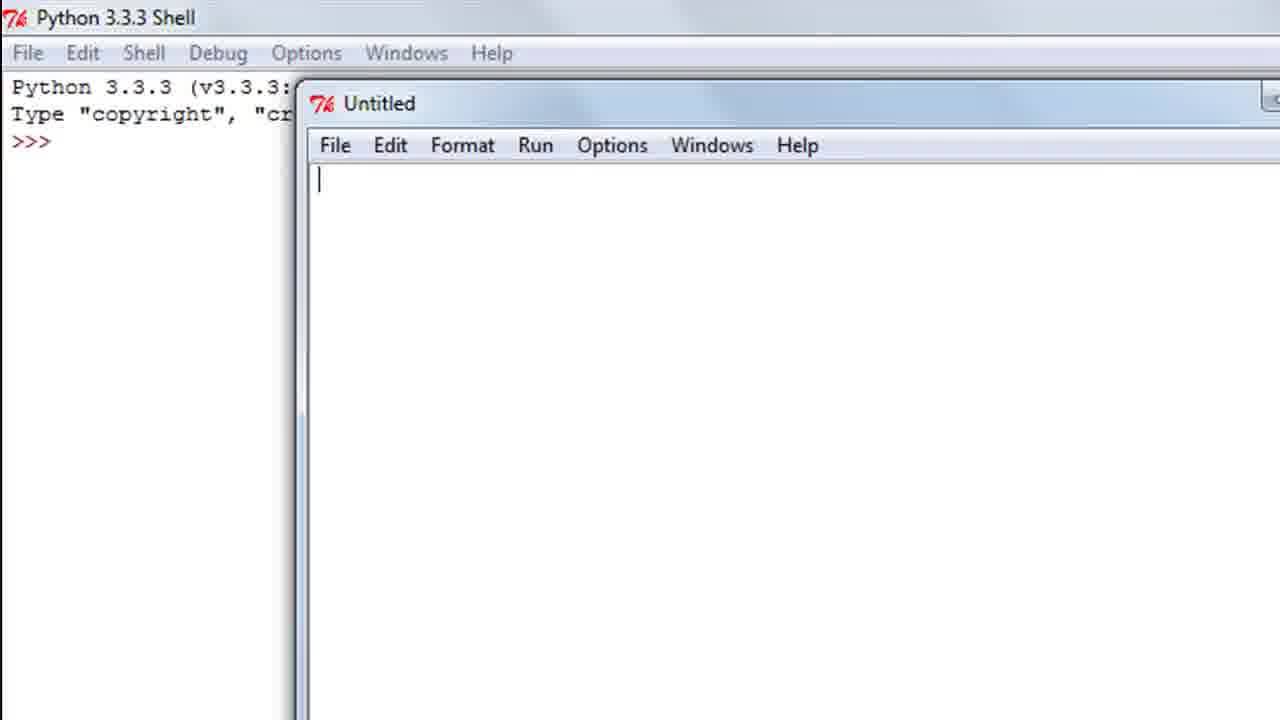 Python 3.3.3 Shell
File Edit Shell Debug Options Windows Help
Python 3.3.3 (v3.3.3:
Type "copyright", "cr
>>>
Untitled
File Edit Format Run Options Windows Help